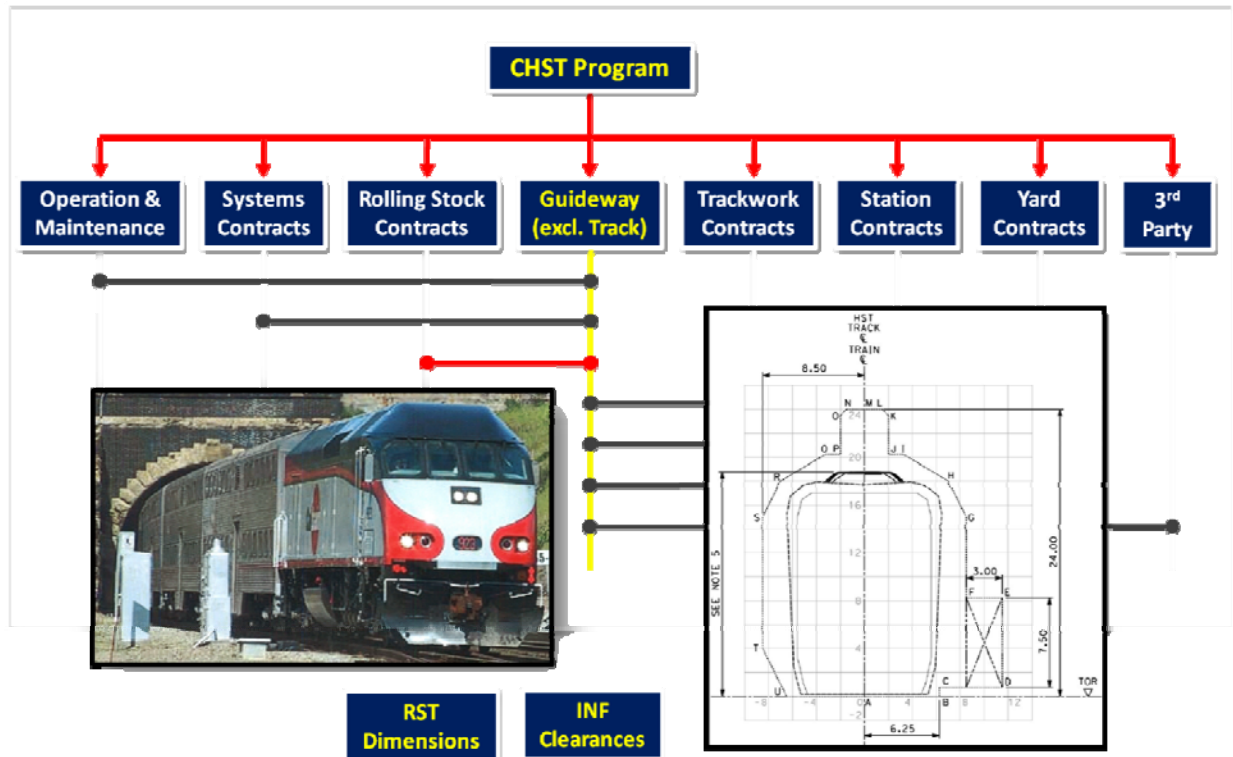 CHST Program
Operation &
Maintenance
Systems
Contracts
Rolling Stock
Contracts
Guideway
(excl. Track)
Trackwork
Contracts
Station
Contracts
Yard
Contracts
3rd
Party
HST
TRACK
℄
TRAIN
℄
8.50
N M L
O K
24
O P J I
20
R H
16
S G
12
3.00
F E
8
SEE NOTE 5
24.00
7.50
T 4
C D
TOR
U A B
-8 -4 4 8 12
-2
6.25
923
RST
Dimensions
INF
Clearances